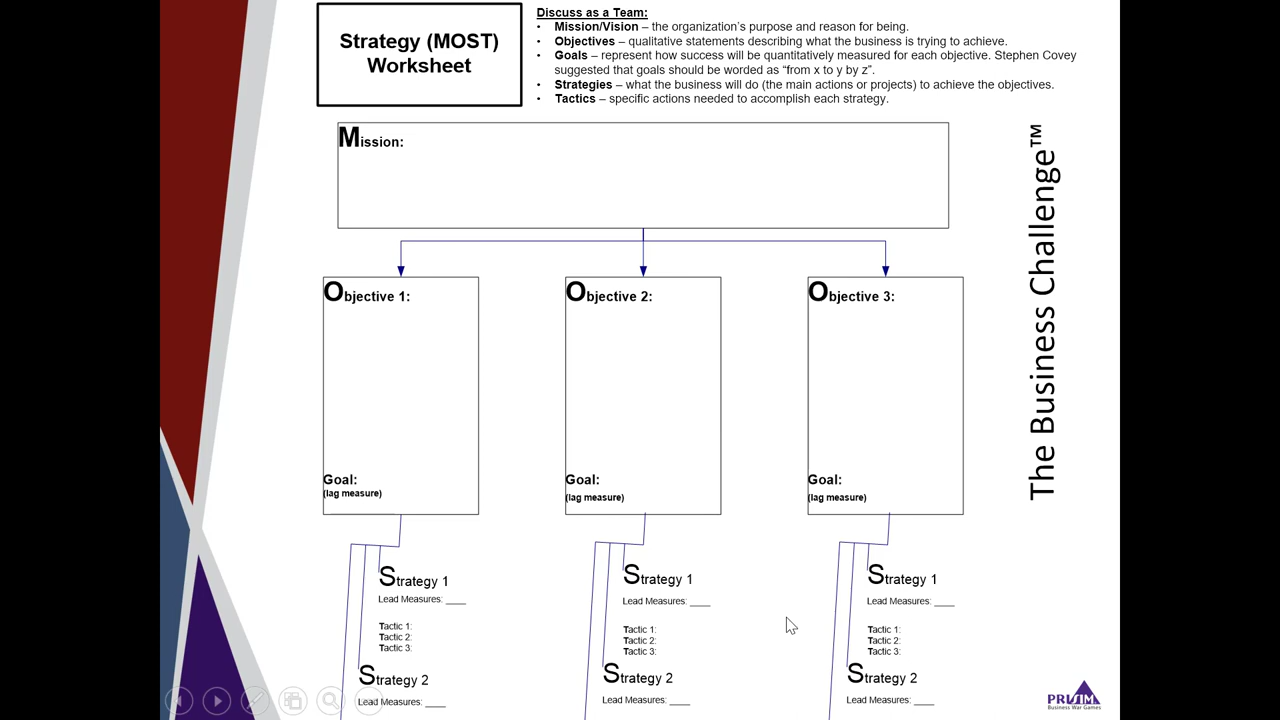 Strategy (MOST)
Worksheet
Discuss as a Team:
• Mission/Vision – the organization's purpose and reason for being.
• Objectives – qualitative statements describing what the business is trying to achieve.
• Goals – represent how success will be quantitatively measured for each objective. Stephen Covey
suggested that goals should be worded as “from x to y by z”.
• Strategies – what the business will do (the main actions or projects) to achieve the objectives.
• Tactics – specific actions needed to accomplish each strategy.
Mission:
The Business Challenge™
Objective 1:
Goal:
(lag measure)
Objective 2:
Goal:
(lag measure)
Objective 3:
Goal:
(lag measure)
Strategy 1
Lead Measures: ____
Tactic 1:
Tactic 2:
Tactic 3:
Strategy 2
Lead Measures: ____
Strategy 1
Lead Measures: ____
Tactic 1:
Tactic 2:
Tactic 3:
Strategy 2
Lead Measures: ____
Strategy 1
Lead Measures: ____
Tactic 1:
Tactic 2:
Tactic 3:
Strategy 2
Lead Measures: ____
PRISIM
Business War Games